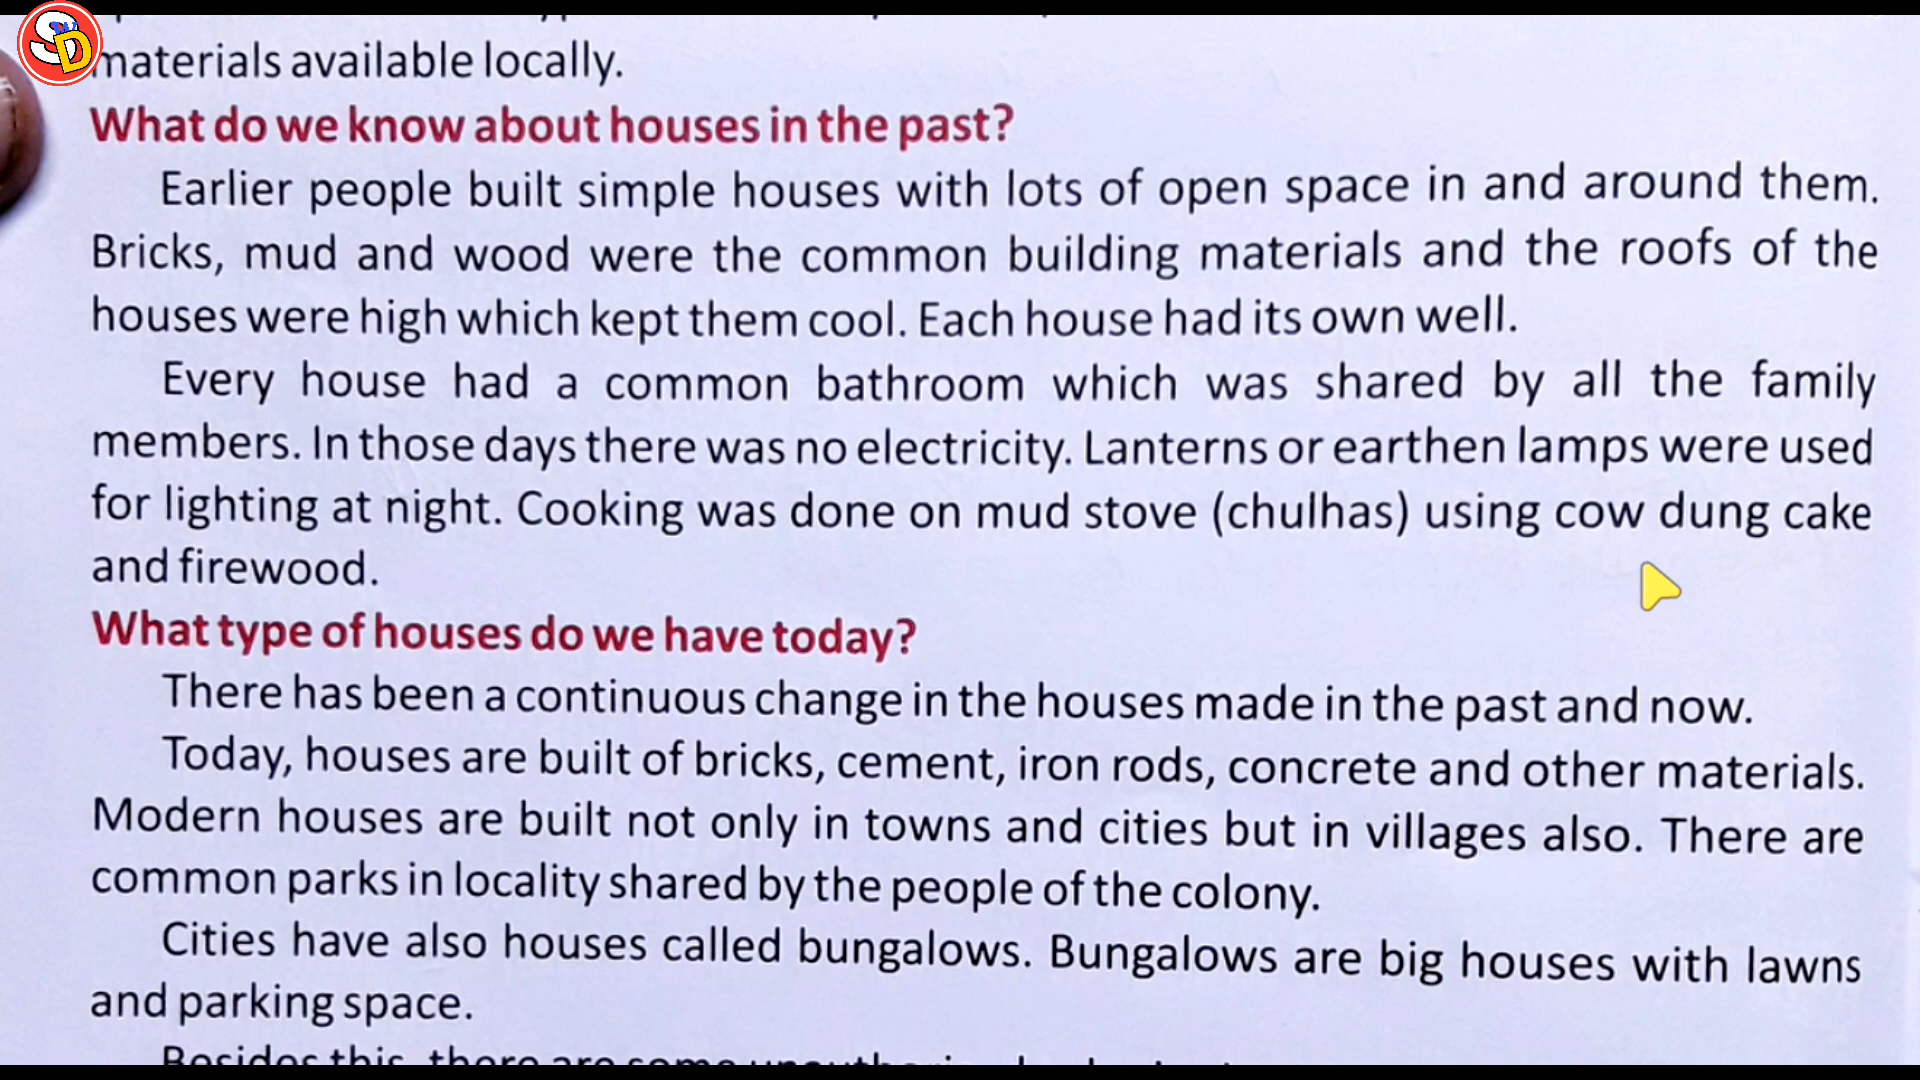 SD
materials available locally.
What do we know about houses in the past?
Earlier people built simple houses with lots of open space in and around them.
Bricks, mud and wood were the common building materials and the roofs of the
houses were high which kept them cool. Each house had its own well.
Every house had a common bathroom which was shared by all the family
members. In those days there was no electricity. Lanterns or earthen lamps were used
for lighting at night. Cooking was done on mud stove (chulhas) using cow dung cake
and firewood.
What type of houses do we have today?
There has been a continuous change in the houses made in the past and now.
Today, houses are built of bricks, cement, iron rods, concrete and other materials.
Modern houses are built not only in towns and cities but in villages also. There are
common parks in locality shared by the people of the colony.
Cities have also houses called bungalows. Bungalows are big houses with lawns
and parking space.
Besides this, there are some